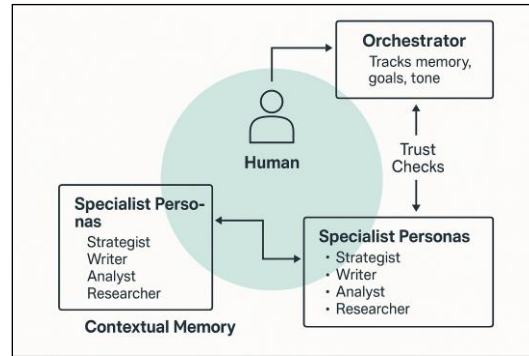 Orchestrator
Tracks memory,
goals, tone
Human
Trust
Checks
Specialist Perso-
nas
Strategist
Writer
Analyst
Researcher
Contextual Memory
Specialist Personas
• Strategist
• Writer
• Analyst
• Researcher